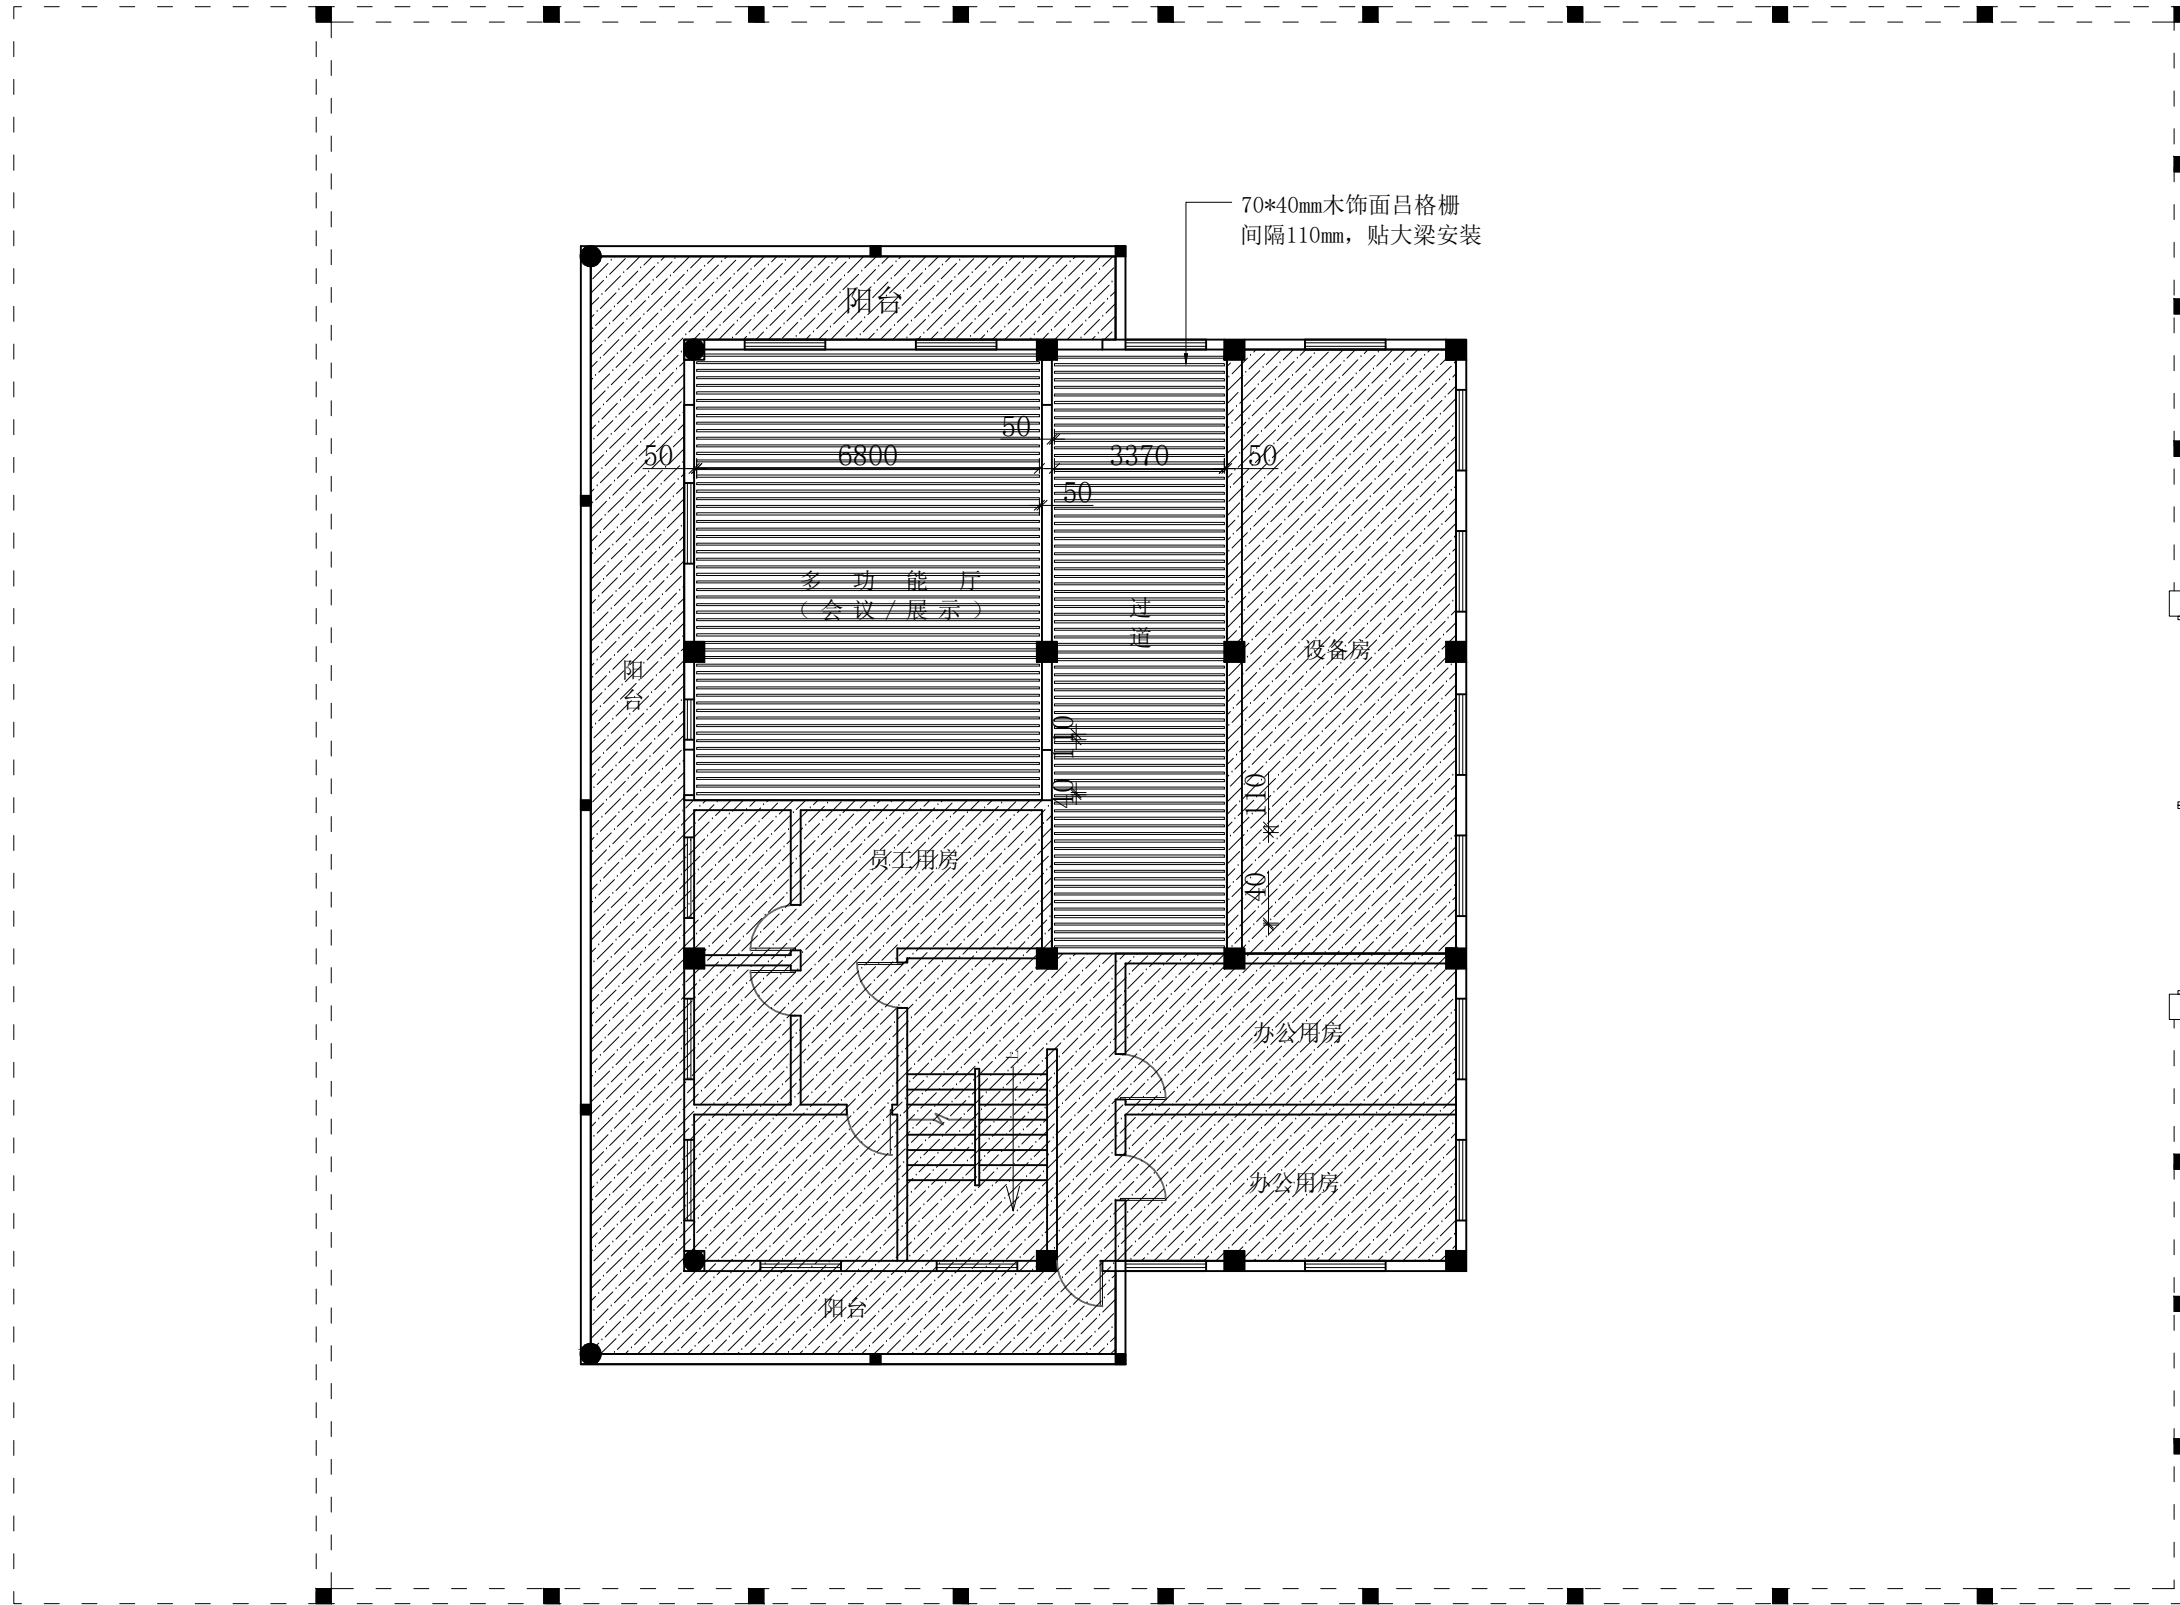 70*40mm木饰面吕格栅
间隔110mm，贴大梁安装
阳台
50
50
6800
3370
50
50
多 功 能 厅
（会 议 / 展 示）
过
道
设备房
阳
台
110
40
110
40
员工用房
办公用房
办公用房
阳台